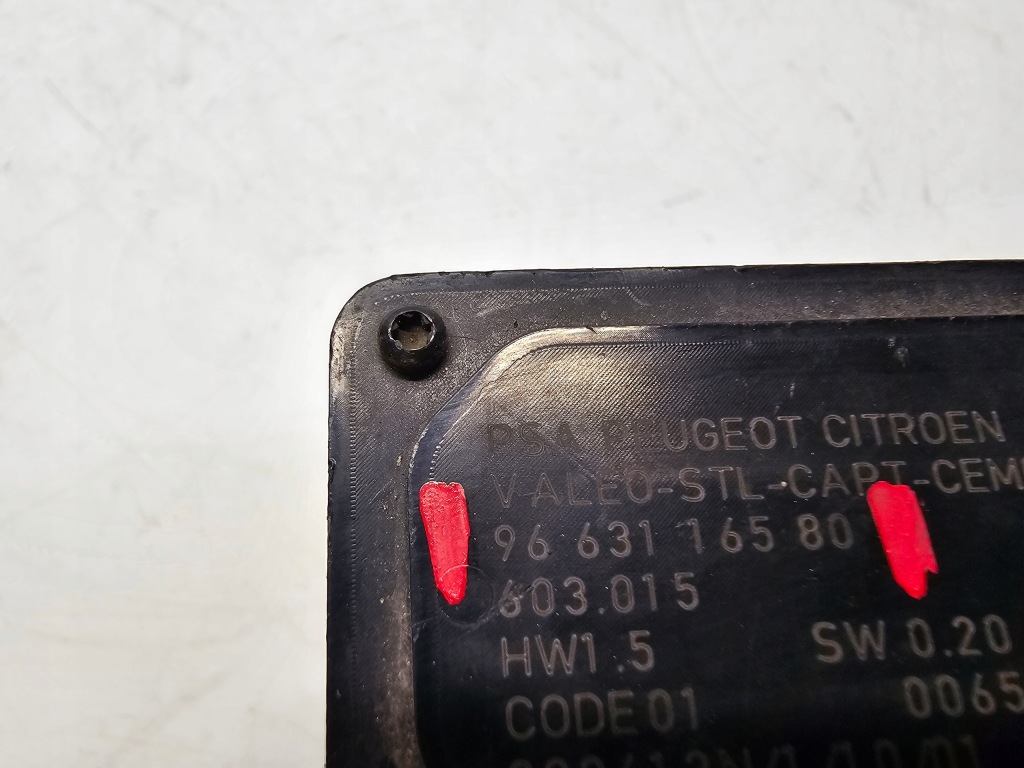 PSA PEUGEOT CITROEN
VALEO-STL-CAPT-CEM
96 631 165 80
603.015
HW1.5 SW 0.20
CODE 01 0065